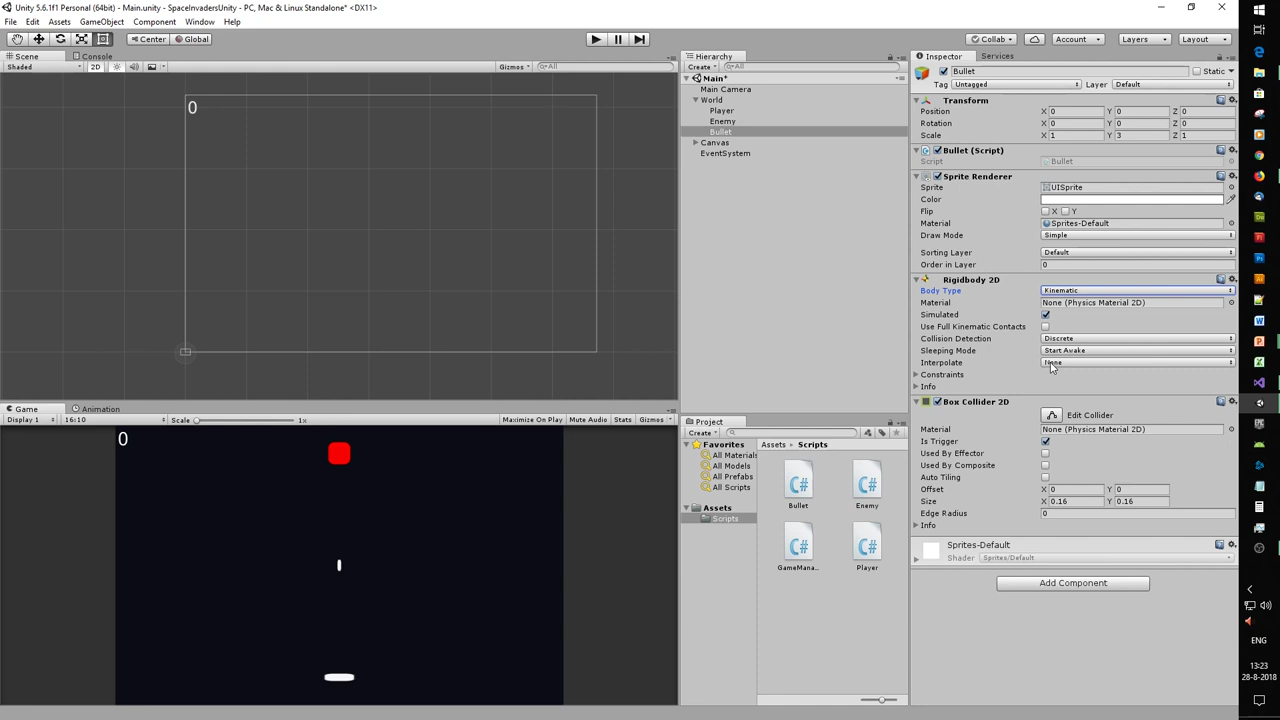 Unity 5.6.1f1 Personal (64bit) - Main.unity - SpaceInvadersUnity - PC, Mac & Linux Standalone* <DX11>
File Edit Assets GameObject Component Window Help
Center Global
Collab Account Layers Layout
Scene Console
Shaded 2D Gizmos All
0
Game Animation
Display 1 16:10 Scale 1x Maximize On Play Mute Audio Stats Gizmos
0
Hierarchy
Create All
Main*
Main Camera
World
Player
Enemy
Bullet
Canvas
EventSystem
Project
Create
Favorites
All Materials
All Models
All Prefabs
All Scripts
Assets
Scripts
Assets Scripts
Bullet Enemy
GameMana... Player
Inspector Services
Bullet Static
Tag Untagged Layer Default
Transform
Position X 0 Y 0 Z 0
Rotation X 0 Y 0 Z 0
Scale X 1 Y 3 Z 1
Bullet (Script)
Script Bullet
Sprite Renderer
Sprite UISprite
Color
Flip X Y
Material Sprites-Default
Draw Mode Simple
Sorting Layer Default
Order in Layer 0
Rigidbody 2D
Body Type Kinematic
Material None (Physics Material 2D)
Simulated
Use Full Kinematic Contacts
Collision Detection Discrete
Sleeping Mode Start Awake
Interpolate None
Constraints
Info
Box Collider 2D
Edit Collider
Material None (Physics Material 2D)
Is Trigger
Used By Effector
Used By Composite
Auto Tiling
Offset X 0 Y 0
Size X 0.16 Y 0.16
Edge Radius 0
Info
Sprites-Default
Shader Sprites/Default
Add Component
ENG
13:23
28-8-2018